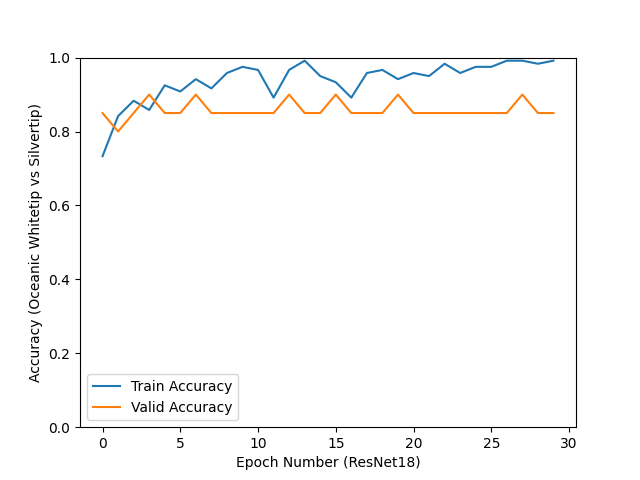 1.0
0.8
0.6
0.4
0.2
0.0
Accuracy (Oceanic Whitetip vs Silvertip)
Train Accuracy
Valid Accuracy
0 5 10 15 20 25 30
Epoch Number (ResNet18)